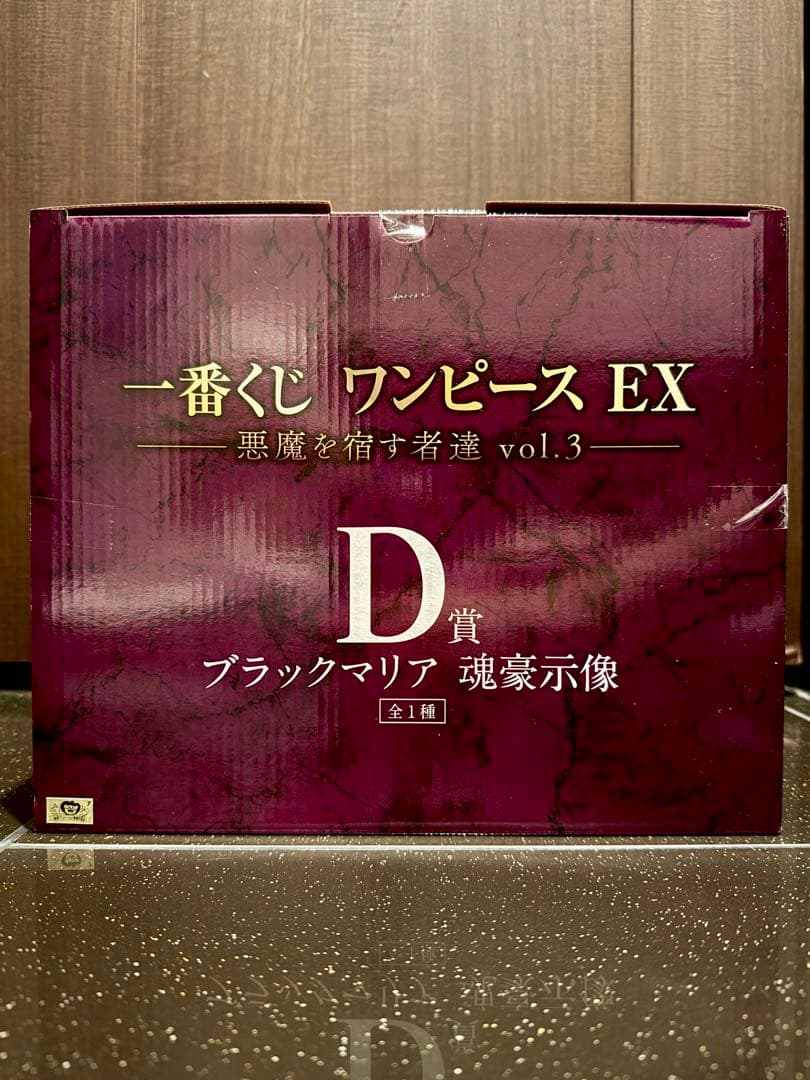 一番くじ ワンピース EX
悪魔を宿す者達 vol.3
D賞
ブラックマリア 魂豪示像
全1種